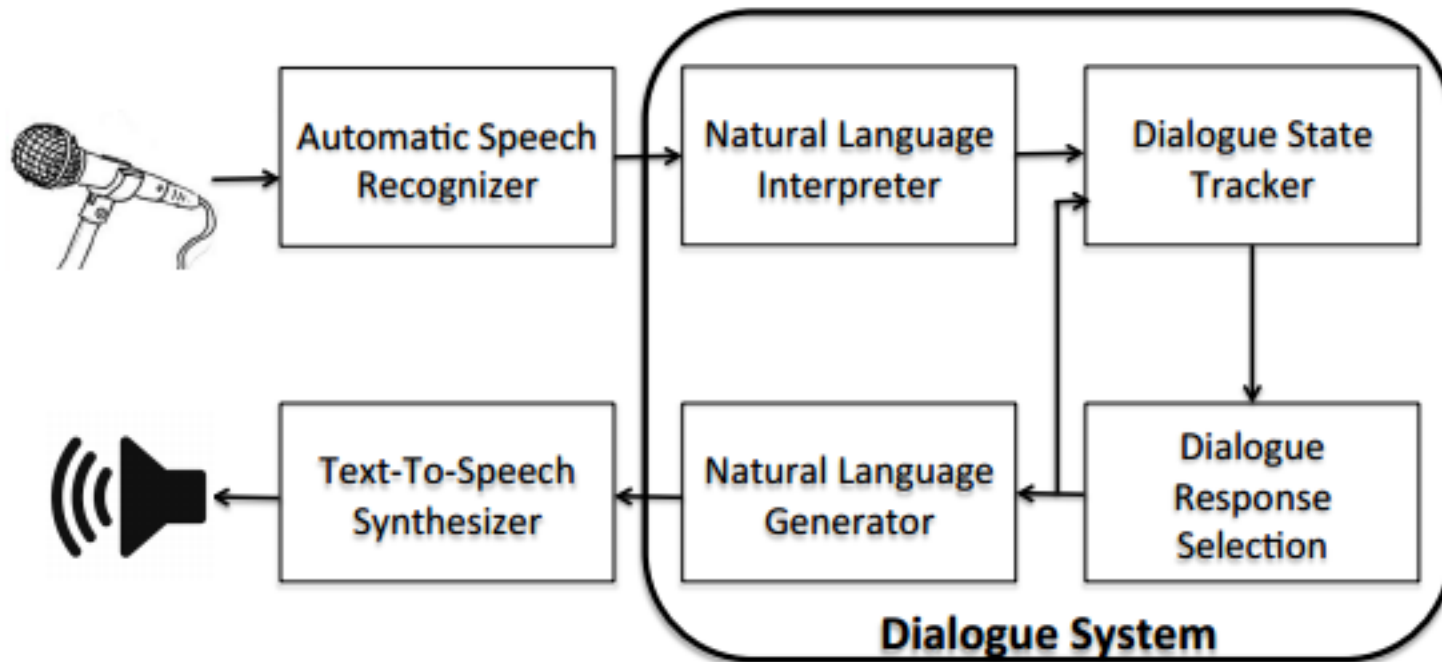 Automatic Speech
Recognizer
Natural Language
Interpreter
Dialogue State
Tracker
Text-To-Speech
Synthesizer
Natural Language
Generator
Dialogue
Response
Selection
Dialogue System